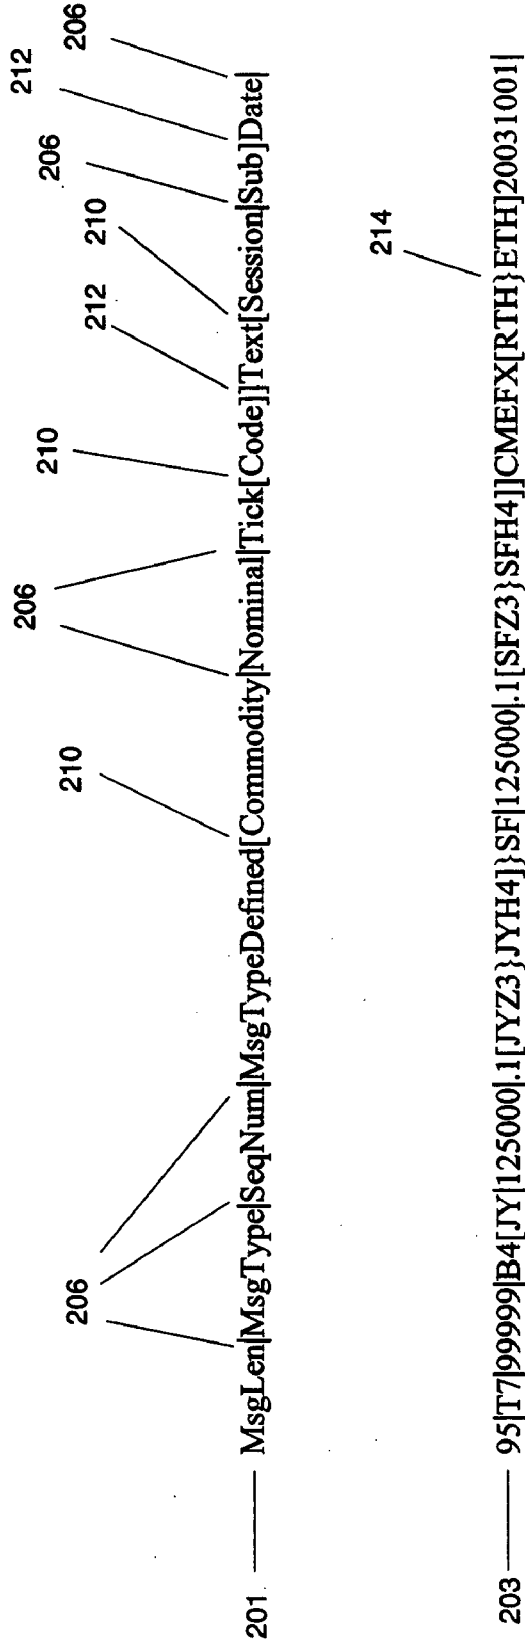 206 210 206 210 212 210 206 212 206
201 MsgLen|MsgType|SeqNum|MsgTypeDefined[Commodity|Nominal|Tick[Code]]Text[Session|Sub]Date|
214
203 95|T7|99999|B4[JY|125000|.1[JYZ3}JYH4]}SF|125000|.1[SFZ3}SFH4]]CMEFX[RTH}ETH]20031001|